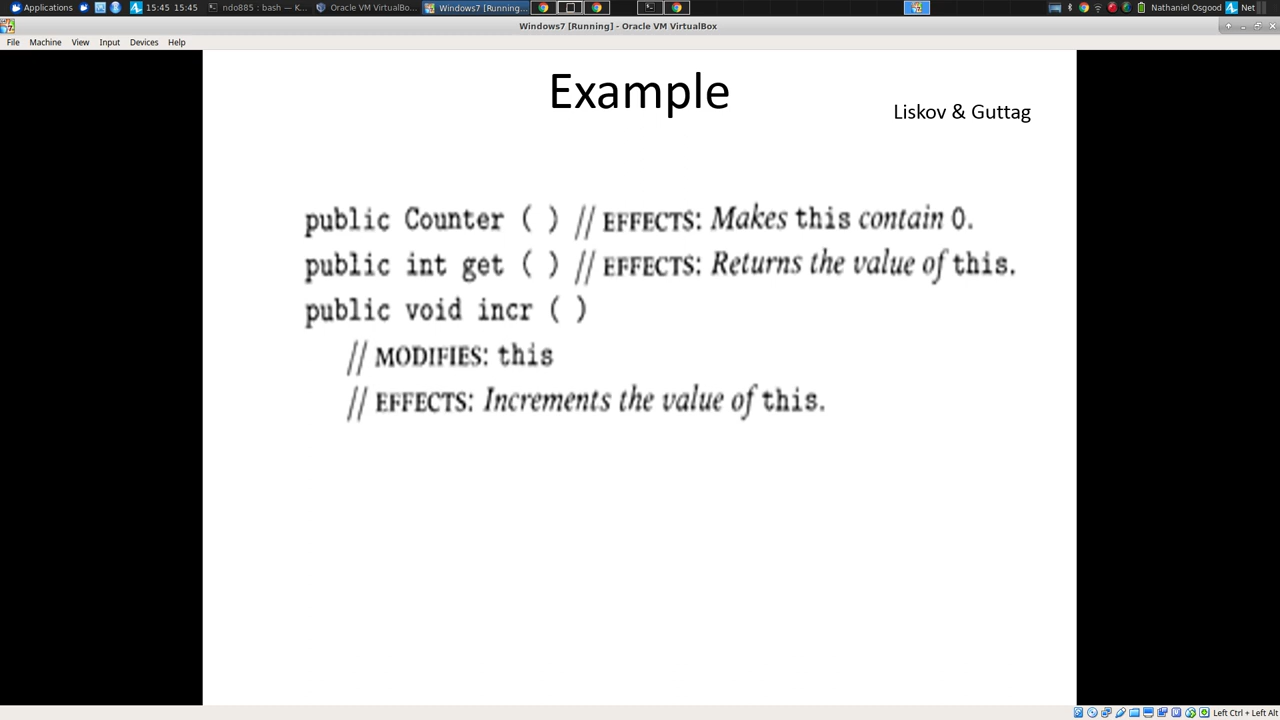 Applications
15:45 15:45
ndo885 : bash — K...
Oracle VM VirtualBo...
Windows7 [Running...
Nathaniel Osgood
Net
Windows7 [Running] - Oracle VM VirtualBox
File Machine View Input Devices Help
Example
Liskov & Guttag
public Counter ( ) // EFFECTS: Makes this contain 0.
public int get ( ) // EFFECTS: Returns the value of this.
public void incr ( )
// MODIFIES: this
// EFFECTS: Increments the value of this.
Left Ctrl + Left Alt